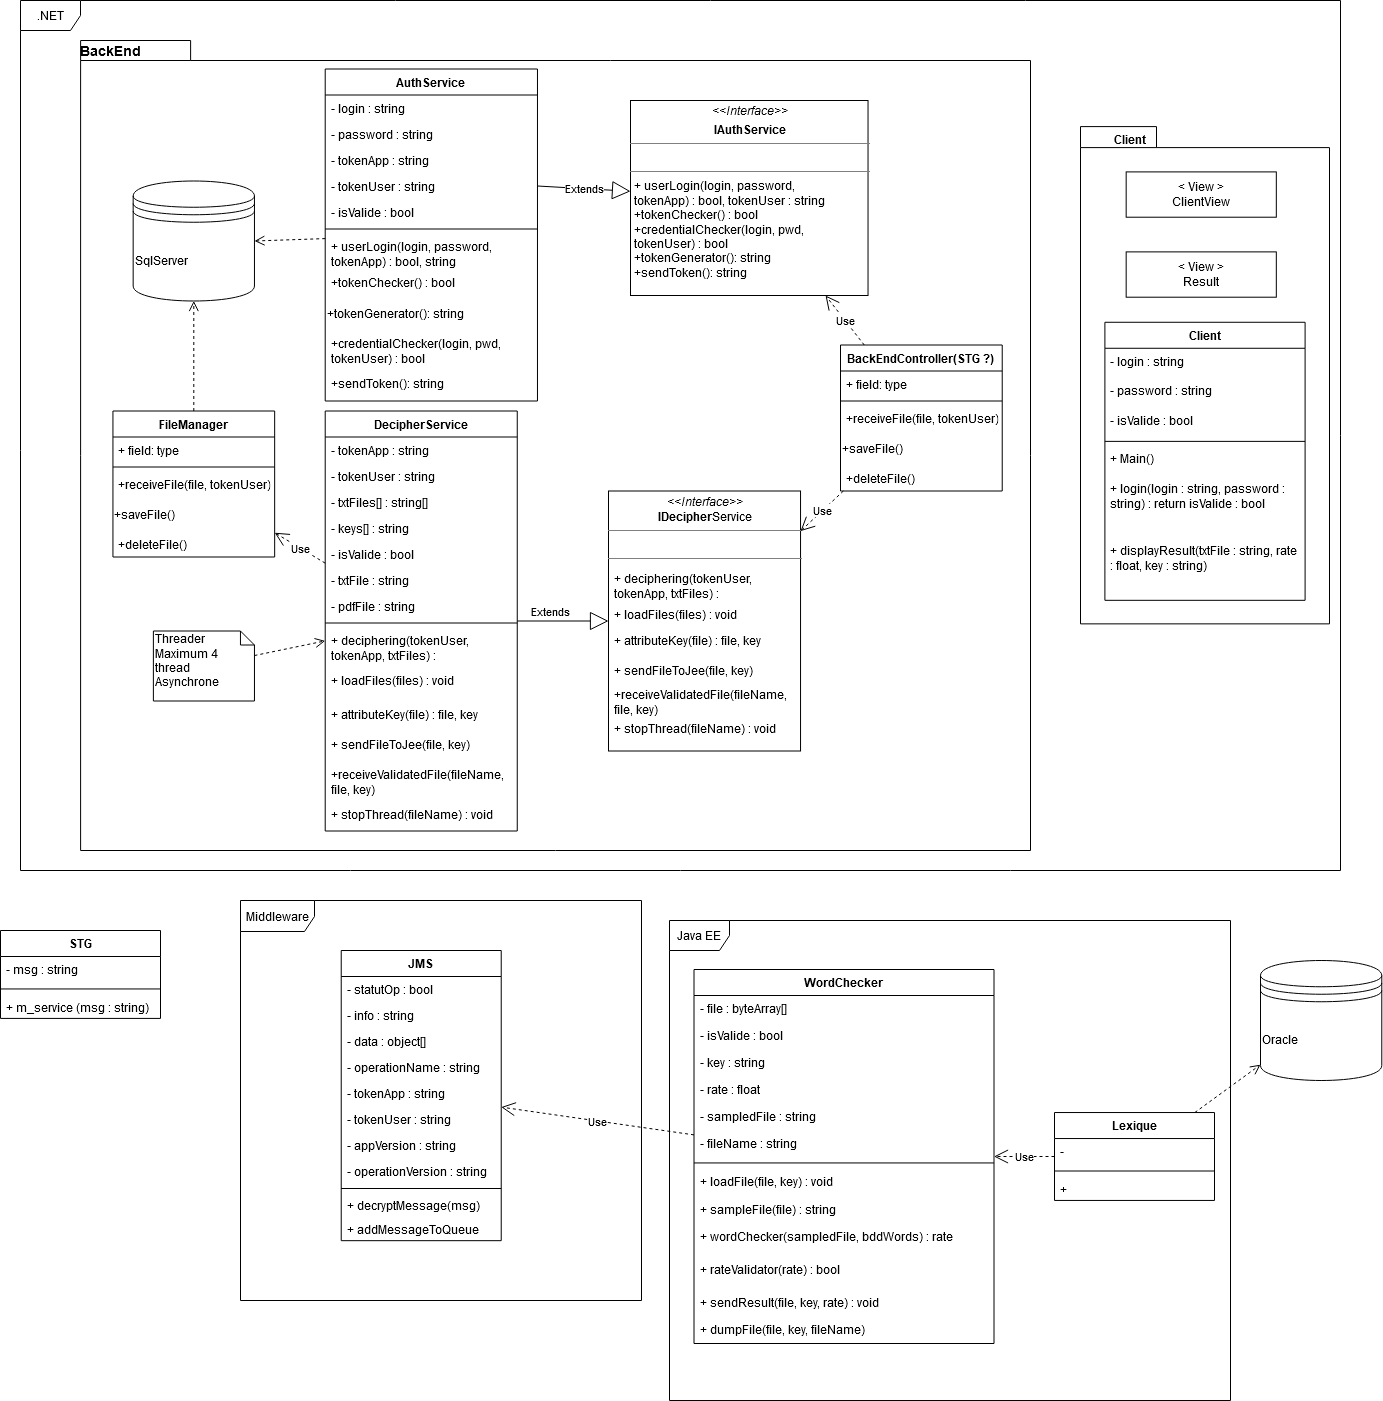 .NET
BackEnd
AuthService
- login : string
- password : string
- tokenApp : string
- tokenUser : string
- isValide : bool
+ userLogin(login, password,
tokenApp) : bool, string
+tokenChecker() : bool
+tokenGenerator(): string
+credentialChecker(login, pwd,
tokenUser) : bool
+sendToken(): string
Extends
<<Interface>>
IAuthService
+ userLogin(login, password,
tokenApp) : bool, tokenUser : string
+tokenChecker() : bool
+credentialChecker(login, pwd,
tokenUser) : bool
+tokenGenerator(): string
+sendToken(): string
SqlServer
Use
BackEndController(STG ?)
+ field: type
+receiveFile(file, tokenUser)
+saveFile()
+deleteFile()
Use
FileManager
+ field: type
+receiveFile(file, tokenUser)
+saveFile()
+deleteFile()
Use
DecipherService
- tokenApp : string
- tokenUser : string
- txtFiles[] : string[]
- keys[] : string
- isValide : bool
- txtFile : string
- pdfFile : string
+ deciphering(tokenUser,
tokenApp, txtFiles) :
+ loadFiles(files) : void
+ attributeKey(file) : file, key
+ sendFileToJee(file, key)
+receiveValidatedFile(fileName,
file, key)
+ stopThread(fileName) : void
Extends
<<Interface>>
IDecipherService
+ deciphering(tokenUser,
tokenApp, txtFiles) :
+ loadFiles(files) : void
+ attributeKey(file) : file, key
+ sendFileToJee(file, key)
+receiveValidatedFile(fileName,
file, key)
+ stopThread(fileName) : void
Threader
Maximum 4
thread
Asynchrone
Client
< View >
ClientView
< View >
Result
Client
- login : string
- password : string
- isValide : bool
+ Main()
+ login(login : string, password :
string) : return isValide : bool
+ displayResult(txtFile : string, rate
: float, key : string)
STG
- msg : string
+ m_service (msg : string)
Middleware
JMS
- statutOp : bool
- info : string
- data : object[]
- operationName : string
- tokenApp : string
- tokenUser : string
- appVersion : string
- operationVersion : string
+ decryptMessage(msg)
+ addMessageToQueue
Use
Java EE
WordChecker
- file : byteArray[]
- isValide : bool
- key : string
- rate : float
- sampledFile : string
- fileName : string
+ loadFile(file, key) : void
+ sampleFile(file) : string
+ wordChecker(sampledFile, bddWords) : rate
+ rateValidator(rate) : bool
+ sendResult(file, key, rate) : void
+ dumpFile(file, key, fileName)
Use
Lexique
-
+
Oracle